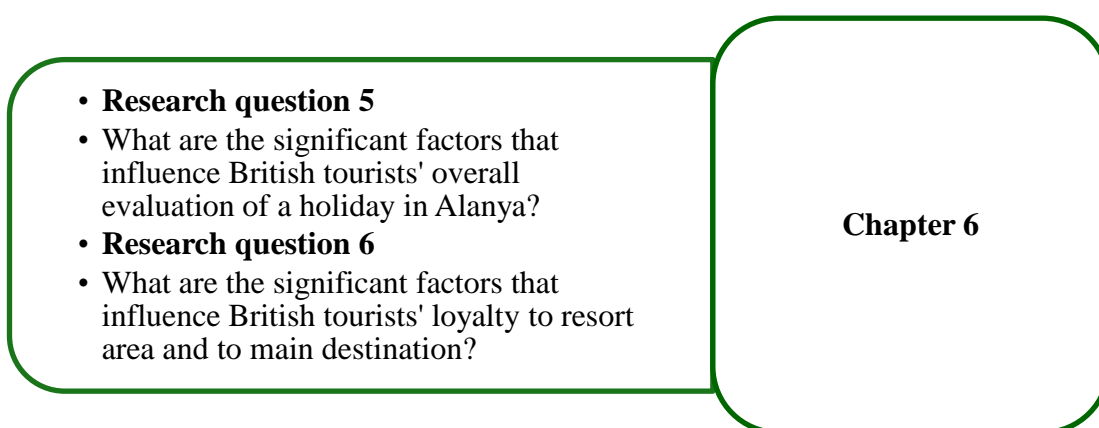 • Research question 5
• What are the significant factors that
influence British tourists' overall
evaluation of a holiday in Alanya?
• Research question 6
• What are the significant factors that
influence British tourists' loyalty to resort
area and to main destination?
Chapter 6